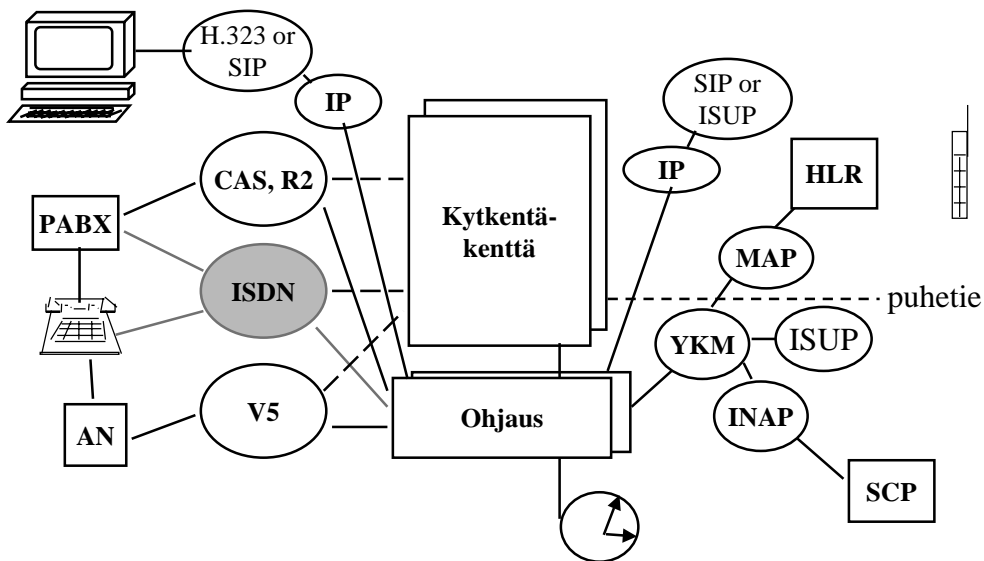 H.323 or
SIP
IP
SIP or
ISUP
IP
HLR
CAS, R2
PABX
Kytkentä-
kenttä
MAP
ISDN
puhetie
YKM
ISUP
V5
Ohjaus
INAP
AN
SCP